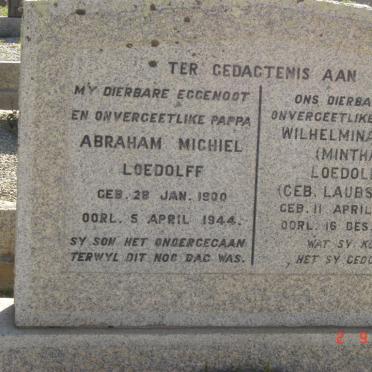 TER GEDAGTENIS AAN
MY DIERBARE EGGENOOT
EN ONVERGEETLIKE PAPPA
ABRAHAM MICHIEL
LOEDOLFF
GEB. 28 JAN. 1900
OORL. 5 APRIL 1944.
SY SON HET ONDERGEGAAN
TERWYL DIT NOG DAG WAS.
ONS DIERBA
ONVERGEETLIKE
WILHELMINA
(MINTHA
LOEDOL
(GEB. LAUBS
GEB. 11 APRIL
OORL. 16 DES.
WAT SY KO
HET SY GEDO
2 9